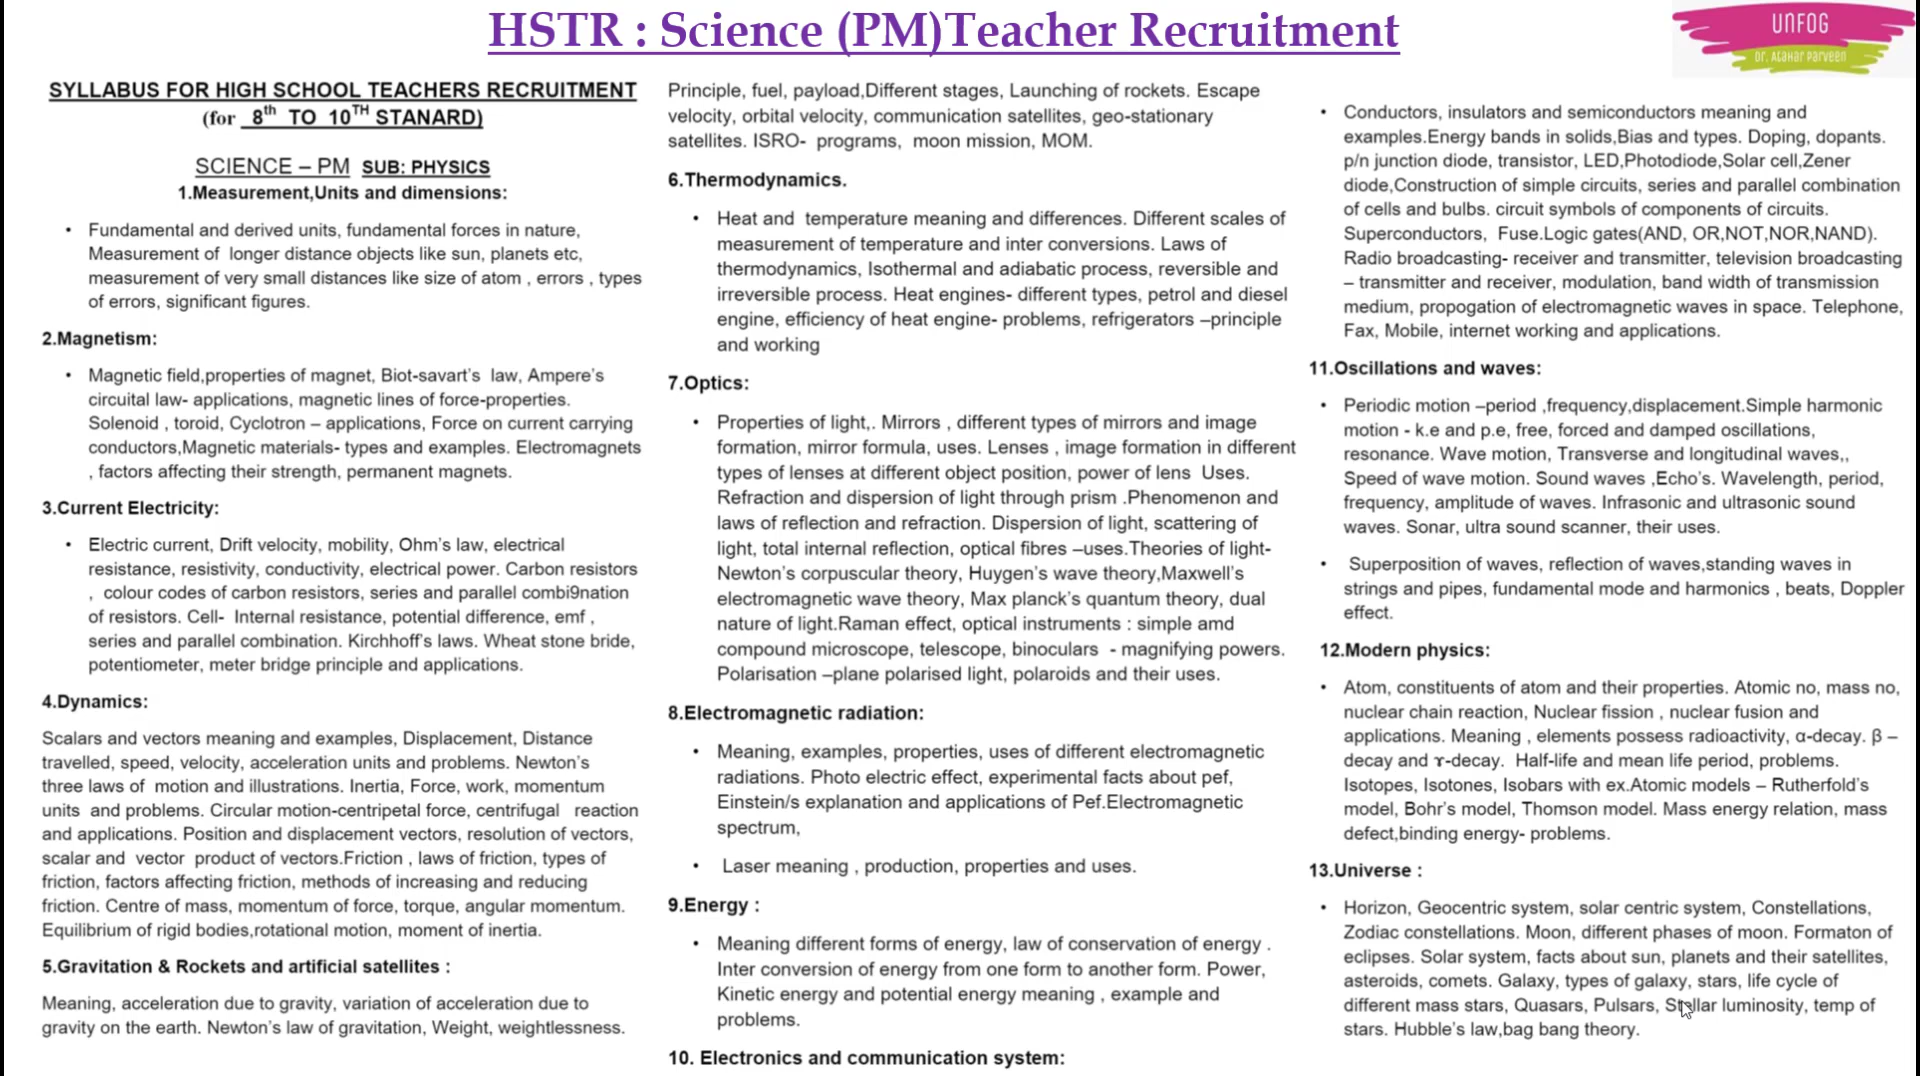 HSTR : Science (PM)Teacher Recruitment
UNFOG
Dr. Atahar Parveen
SYLLABUS FOR HIGH SCHOOL TEACHERS RECRUITMENT
(for 8th TO 10TH STANARD)
SCIENCE – PM SUB: PHYSICS
1.Measurement,Units and dimensions:
• Fundamental and derived units, fundamental forces in nature,
Measurement of longer distance objects like sun, planets etc,
measurement of very small distances like size of atom , errors , types
of errors, significant figures.
2.Magnetism:
• Magnetic field,properties of magnet, Biot-savart's law, Ampere's
circuital law- applications, magnetic lines of force-properties.
Solenoid , toroid, Cyclotron – applications, Force on current carrying
conductors,Magnetic materials- types and examples. Electromagnets
, factors affecting their strength, permanent magnets.
3.Current Electricity:
• Electric current, Drift velocity, mobility, Ohm's law, electrical
resistance, resistivity, conductivity, electrical power. Carbon resistors
, colour codes of carbon resistors, series and parallel combi9nation
of resistors. Cell- Internal resistance, potential difference, emf ,
series and parallel combination. Kirchhoff's laws. Wheat stone bride,
potentiometer, meter bridge principle and applications.
4.Dynamics:
Scalars and vectors meaning and examples, Displacement, Distance
travelled, speed, velocity, acceleration units and problems. Newton's
three laws of motion and illustrations. Inertia, Force, work, momentum
units and problems. Circular motion-centripetal force, centrifugal reaction
and applications. Position and displacement vectors, resolution of vectors,
scalar and vector product of vectors.Friction , laws of friction, types of
friction, factors affecting friction, methods of increasing and reducing
friction. Centre of mass, momentum of force, torque, angular momentum.
Equilibrium of rigid bodies,rotational motion, moment of inertia.
5.Gravitation & Rockets and artificial satellites :
Meaning, acceleration due to gravity, variation of acceleration due to
gravity on the earth. Newton's law of gravitation, Weight, weightlessness.
Principle, fuel, payload,Different stages, Launching of rockets. Escape
velocity, orbital velocity, communication satellites, geo-stationary
satellites. ISRO- programs, moon mission, MOM.
6.Thermodynamics.
• Heat and temperature meaning and differences. Different scales of
measurement of temperature and inter conversions. Laws of
thermodynamics, Isothermal and adiabatic process, reversible and
irreversible process. Heat engines- different types, petrol and diesel
engine, efficiency of heat engine- problems, refrigerators –principle
and working
7.Optics:
• Properties of light,. Mirrors , different types of mirrors and image
formation, mirror formula, uses. Lenses , image formation in different
types of lenses at different object position, power of lens Uses.
Refraction and dispersion of light through prism .Phenomenon and
laws of reflection and refraction. Dispersion of light, scattering of
light, total internal reflection, optical fibres –uses.Theories of light-
Newton's corpuscular theory, Huygen's wave theory,Maxwell's
electromagnetic wave theory, Max planck's quantum theory, dual
nature of light.Raman effect, optical instruments : simple amd
compound microscope, telescope, binoculars - magnifying powers.
Polarisation –plane polarised light, polaroids and their uses.
8.Electromagnetic radiation:
• Meaning, examples, properties, uses of different electromagnetic
radiations. Photo electric effect, experimental facts about pef,
Einstein/s explanation and applications of Pef.Electromagnetic
spectrum,
• Laser meaning , production, properties and uses.
9.Energy :
• Meaning different forms of energy, law of conservation of energy .
Inter conversion of energy from one form to another form. Power,
Kinetic energy and potential energy meaning , example and
problems.
10. Electronics and communication system:
• Conductors, insulators and semiconductors meaning and
examples.Energy bands in solids,Bias and types. Doping, dopants.
p/n junction diode, transistor, LED,Photodiode,Solar cell,Zener
diode,Construction of simple circuits, series and parallel combination
of cells and bulbs. circuit symbols of components of circuits.
Superconductors, Fuse.Logic gates(AND, OR,NOT,NOR,NAND).
Radio broadcasting- receiver and transmitter, television broadcasting
– transmitter and receiver, modulation, band width of transmission
medium, propogation of electromagnetic waves in space. Telephone,
Fax, Mobile, internet working and applications.
11.Oscillations and waves:
• Periodic motion –period ,frequency,displacement.Simple harmonic
motion - k.e and p.e, free, forced and damped oscillations,
resonance. Wave motion, Transverse and longitudinal waves,,
Speed of wave motion. Sound waves ,Echo's. Wavelength, period,
frequency, amplitude of waves. Infrasonic and ultrasonic sound
waves. Sonar, ultra sound scanner, their uses.
• Superposition of waves, reflection of waves,standing waves in
strings and pipes, fundamental mode and harmonics , beats, Doppler
effect.
12.Modern physics:
• Atom, constituents of atom and their properties. Atomic no, mass no,
nuclear chain reaction, Nuclear fission , nuclear fusion and
applications. Meaning , elements possess radioactivity, α-decay. β –
decay and ɤ-decay. Half-life and mean life period, problems.
Isotopes, Isotones, Isobars with ex.Atomic models – Rutherfold's
model, Bohr's model, Thomson model. Mass energy relation, mass
defect,binding energy- problems.
13.Universe :
• Horizon, Geocentric system, solar centric system, Constellations,
Zodiac constellations. Moon, different phases of moon. Formaton of
eclipses. Solar system, facts about sun, planets and their satellites,
asteroids, comets. Galaxy, types of galaxy, stars, life cycle of
different mass stars, Quasars, Pulsars, Stellar luminosity, temp of
stars. Hubble's law,bag bang theory.